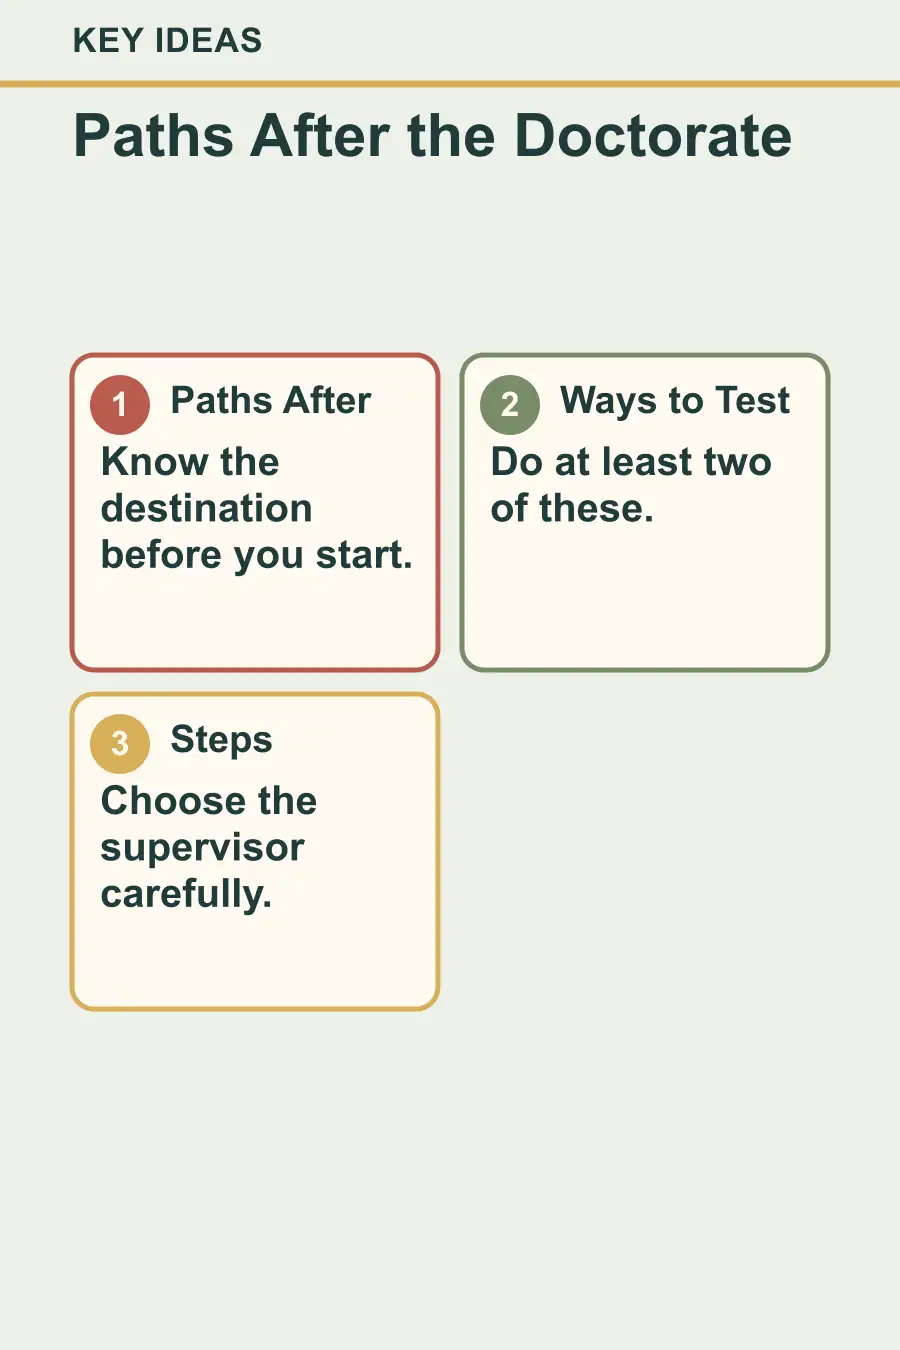 KEY IDEAS
Paths After the Doctorate
1 Paths After
Know the
destination
before you start.
2 Ways to Test
Do at least two
of these.
3 Steps
Choose the
supervisor
carefully.